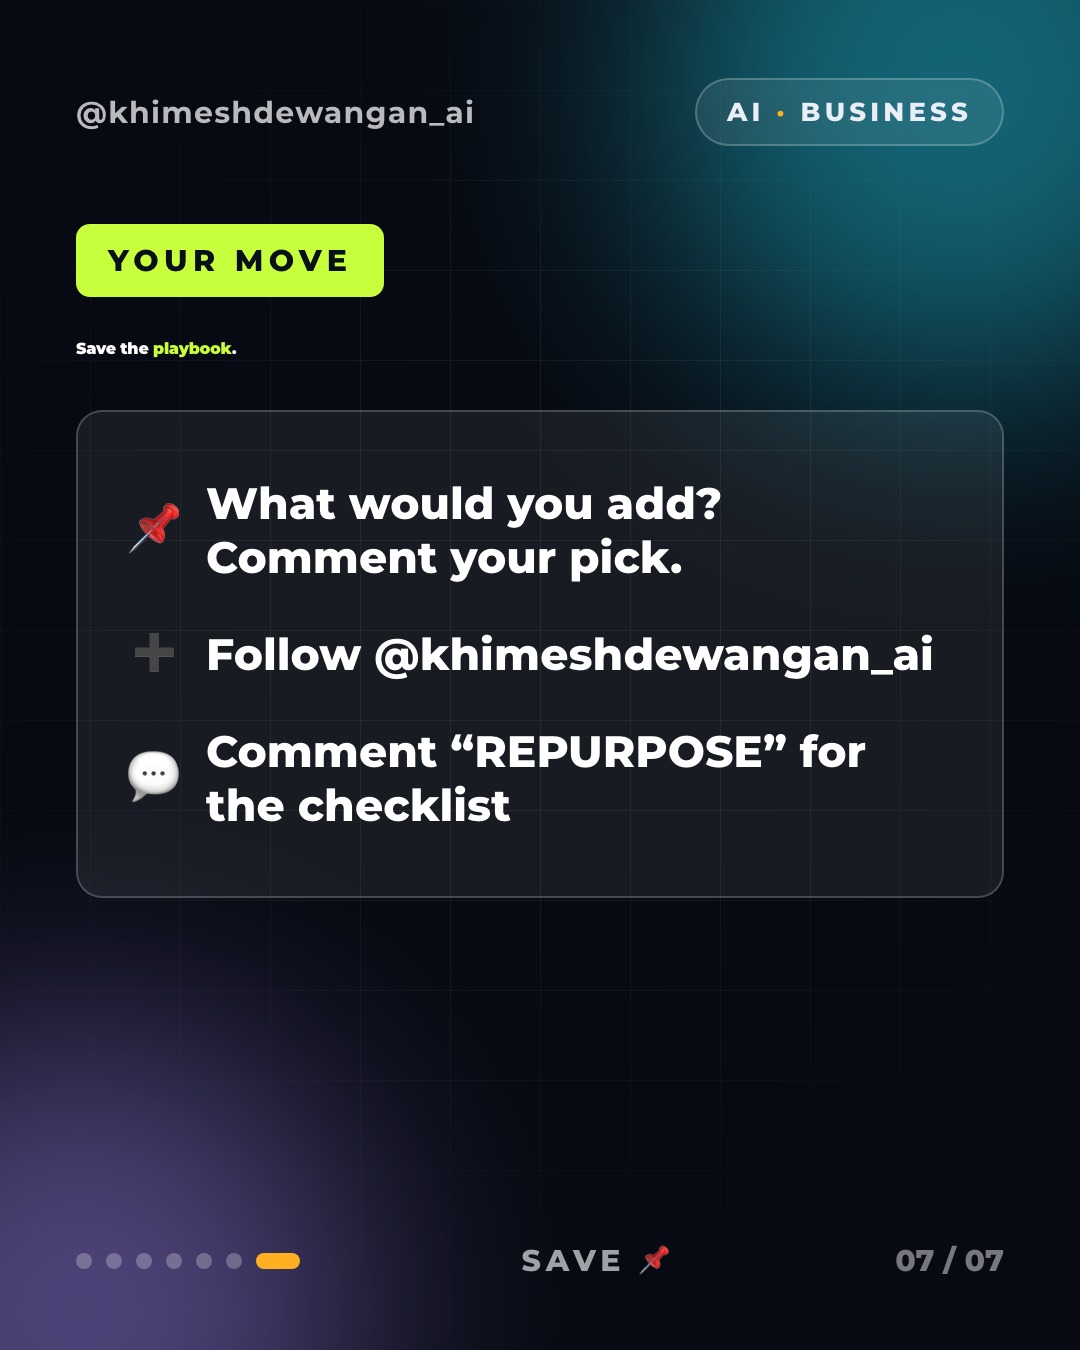 @khimeshdewangan_ai
AI · BUSINESS
YOUR MOVE
Save the playbook.
What would you add?
Comment your pick.
Follow @khimeshdewangan_ai
Comment “REPURPOSE” for
the checklist
SAVE 📌
07 / 07